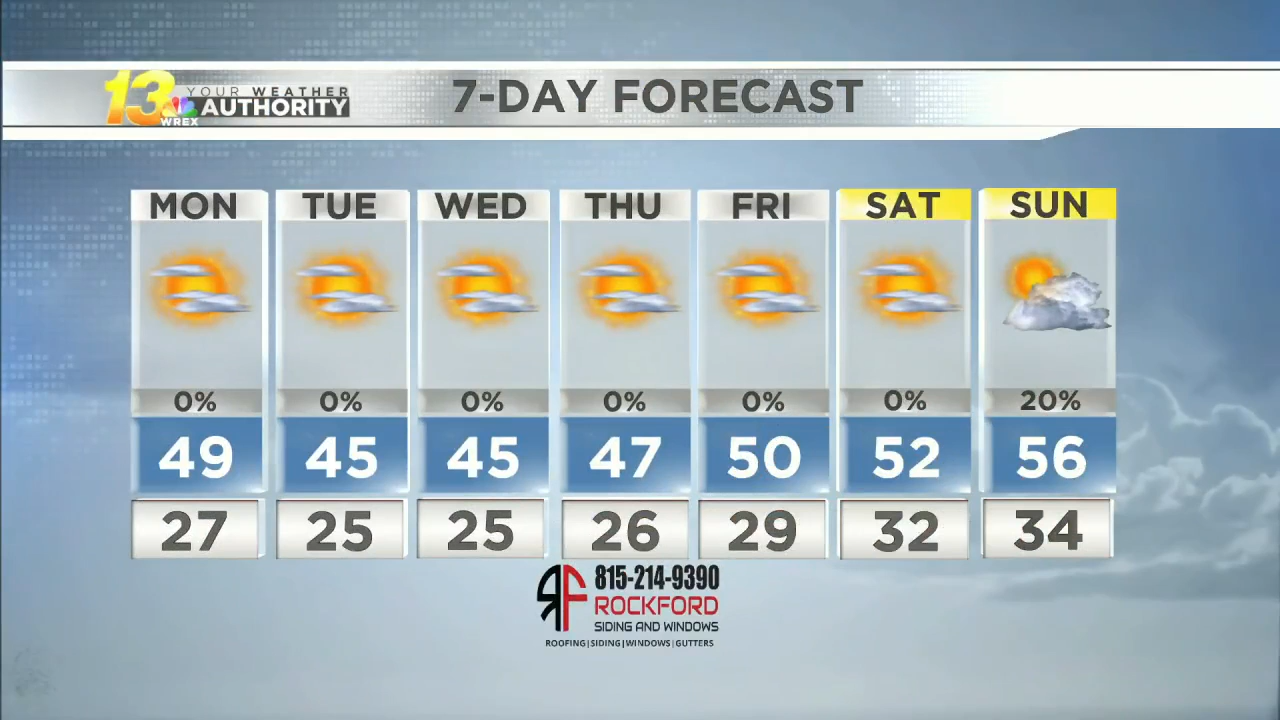 13 YOUR WEATHER
AUTHORITY
WREX
7-DAY FORECAST
MON TUE WED THU FRI SAT SUN
0% 0% 0% 0% 0% 0% 20%
49 45 45 47 50 52 56
27 25 25 26 29 32 34
RF 815-214-9390
ROCKFORD
SIDING AND WINDOWS
ROOFING|SIDING|WINDOWS|GUTTERS